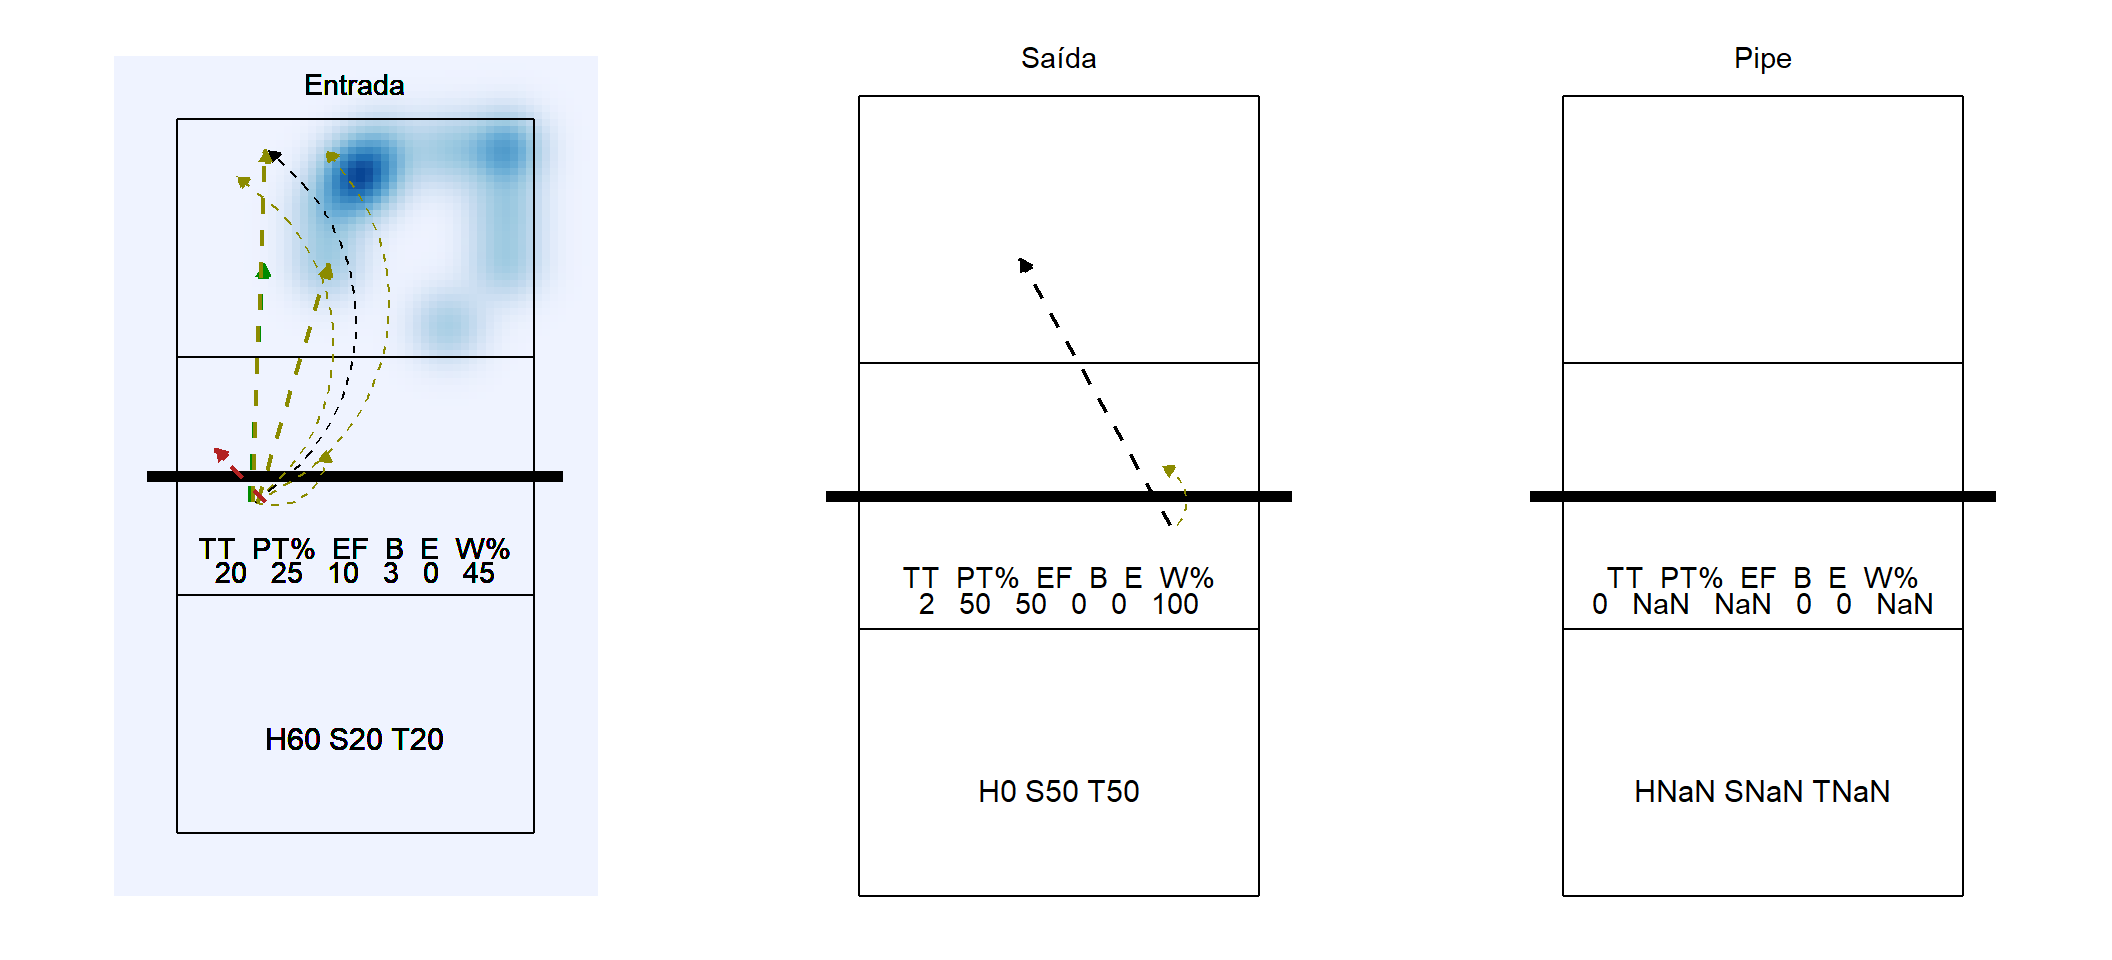 Entrada
TT PT% EF B E W%
20 25 10 3 0 45
H60 S20 T20
Saída
TT PT% EF B E W%
2 50 50 0 0 100
H0 S50 T50
Pipe
TT PT% EF B E W%
0 NaN NaN 0 0 NaN
HNaN SNaN TNaN